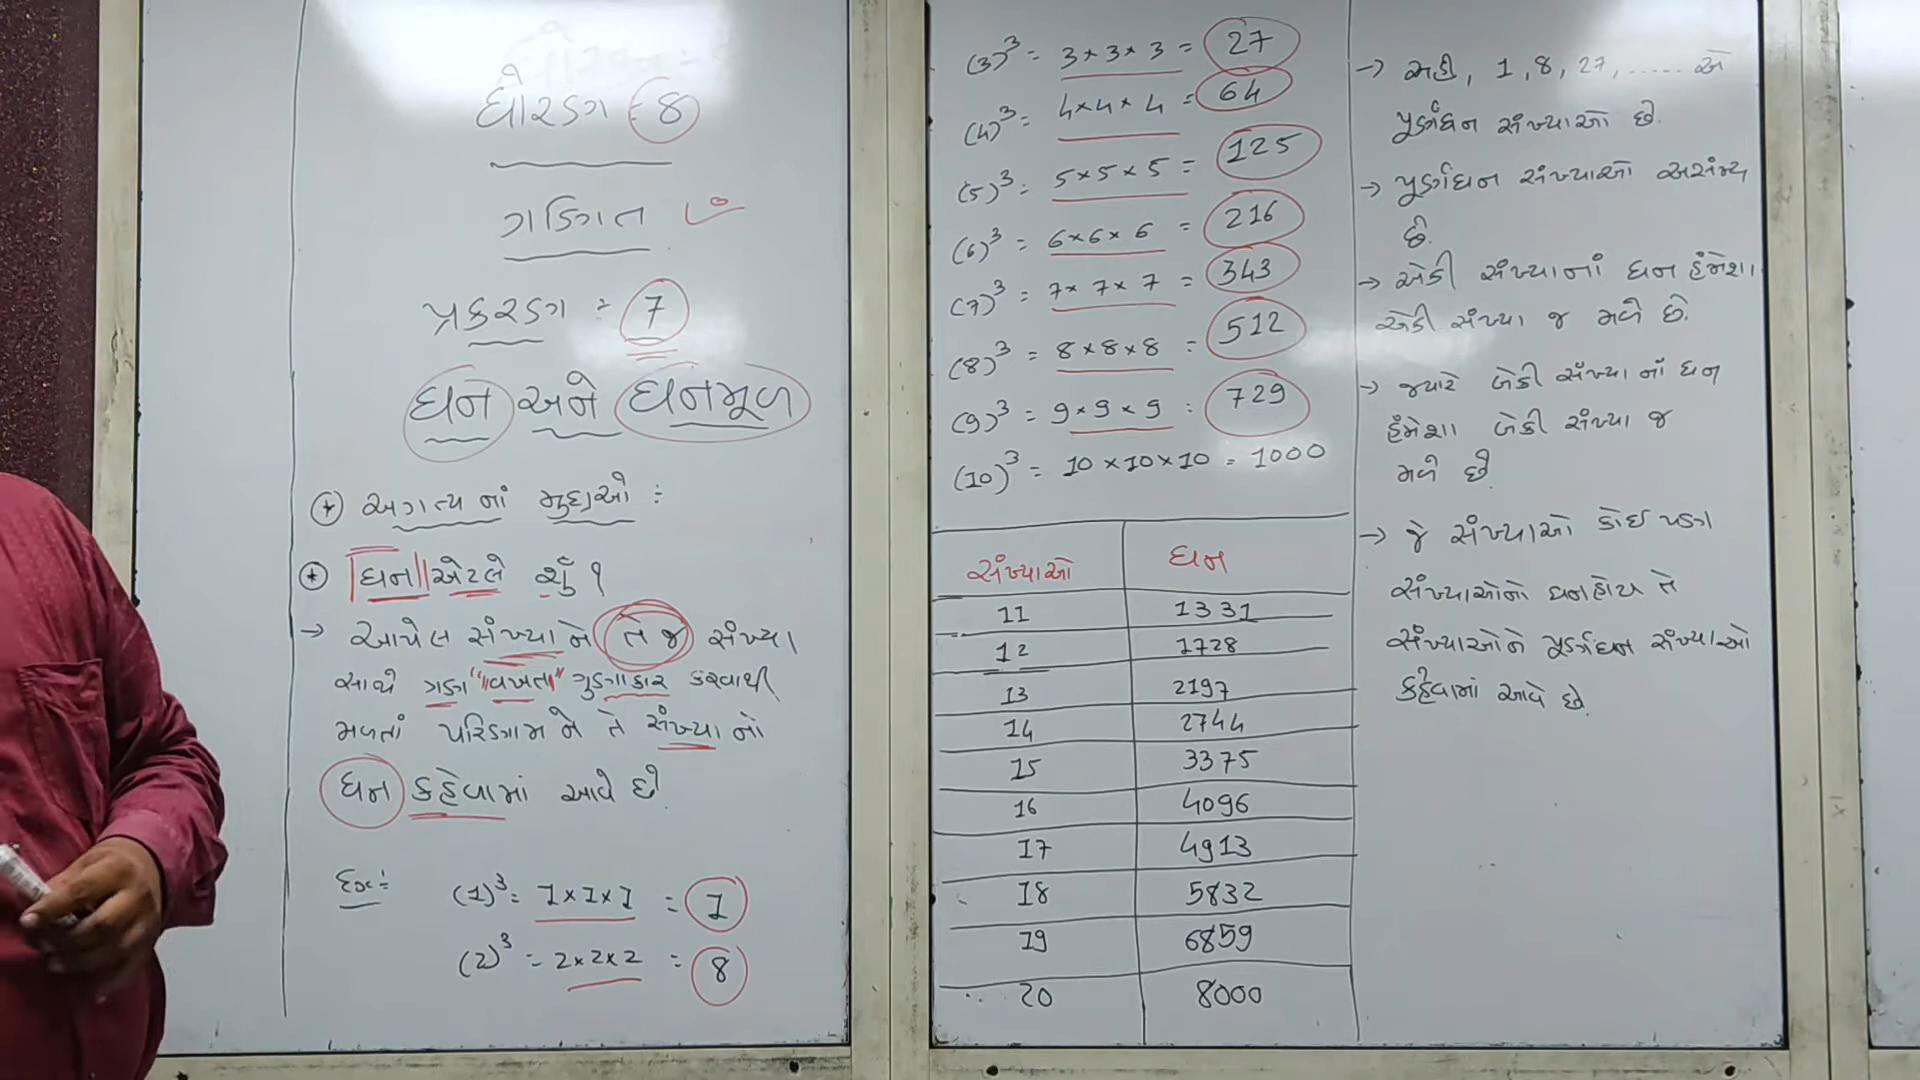 ધોરણ : 8
ગણિત
પ્રકરણ : 7
ઘન અને ઘનમૂળ
* અગત્ય નાં મુદ્દાઓ :
* ઘન એટલે શું ?
→ આપેલ સંખ્યા ને તે જ સંખ્યા
સાથે ત્રણ "વખત" ગુણાકાર કરવાથી
મળતાં પરિણામ ને તે સંખ્યા નો
ઘન કહેવામાં આવે છે.
Ex:
(1)³ = 1×1×1 = 1
(2)³ = 2×2×2 = 8
(3)³ = 3×3×3 = 27
(4)³ = 4×4×4 = 64
(5)³ = 5×5×5 = 125
(6)³ = 6×6×6 = 216
(7)³ = 7×7×7 = 343
(8)³ = 8×8×8 = 512
(9)³ = 9×9×9 = 729
(10)³ = 10×10×10 = 1000
સંખ્યાઓ ઘન
11 1331
12 1728
13 2197
14 2744
15 3375
16 4096
17 4913
18 5832
19 6859
20 8000
→ અહી, 1, 8, 27, ...... એ
પૂર્ણઘન સંખ્યાઓ છે.
→ પૂર્ણઘન સંખ્યાઓ અસંખ્ય
છે.
→ એકી સંખ્યાનાં ઘન હંમેશા
એકી સંખ્યા જ મળે છે.
→ જ્યારે બેકી સંખ્યા નાં ઘન
હંમેશા બેકી સંખ્યા જ
મળે છે.
→ જે સંખ્યાઓ કોઈ પણ
સંખ્યાઓનો ઘન હોય તે
સંખ્યાઓને પૂર્ણઘન સંખ્યાઓ
કહેવામાં આવે છે.